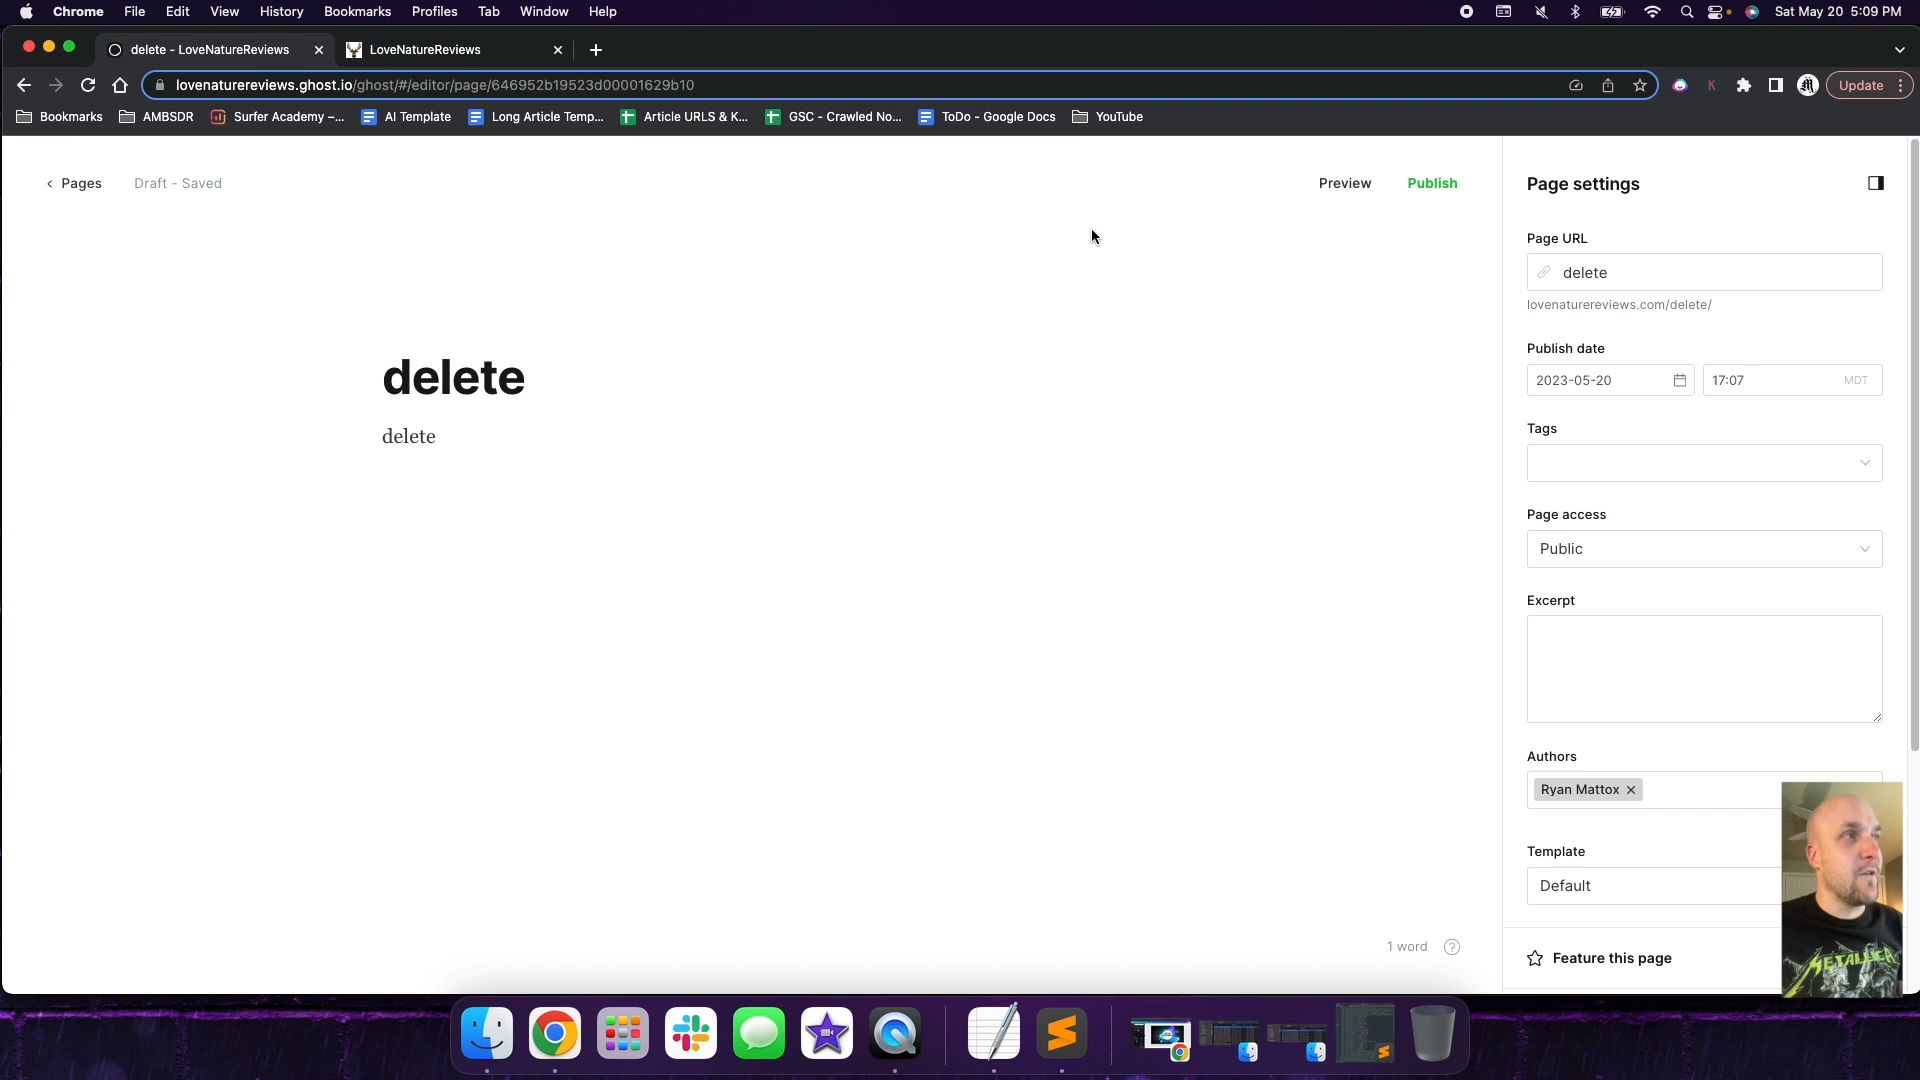 Chrome File Edit View History Bookmarks Profiles Tab Window Help Sat May 20 5:09 PM
delete - LoveNatureReviews LoveNatureReviews
lovenaturereviews.ghost.io/ghost/#/editor/page/646952b19523d00001629b10 K Update
Bookmarks AMBSDR Surfer Academy –... AI Template Long Article Temp... Article URLS & K... GSC - Crawled No... ToDo - Google Docs YouTube
Pages Draft - Saved Preview Publish
Page settings
Page URL
delete
lovenaturereviews.com/delete/
Publish date
2023-05-20 17:07 MDT
Tags
Page access
Public
Excerpt
Authors
Ryan Mattox
Template
Default
Feature this page
delete
delete
1 word
METALLICA